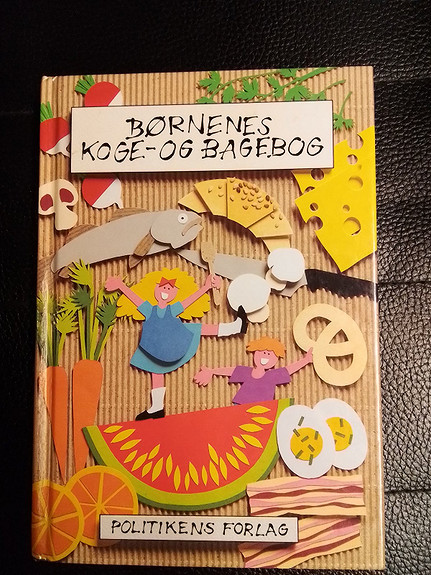 BØRNENES
KOGE- OG BAGEBOG
POLITIKENS FORLAG